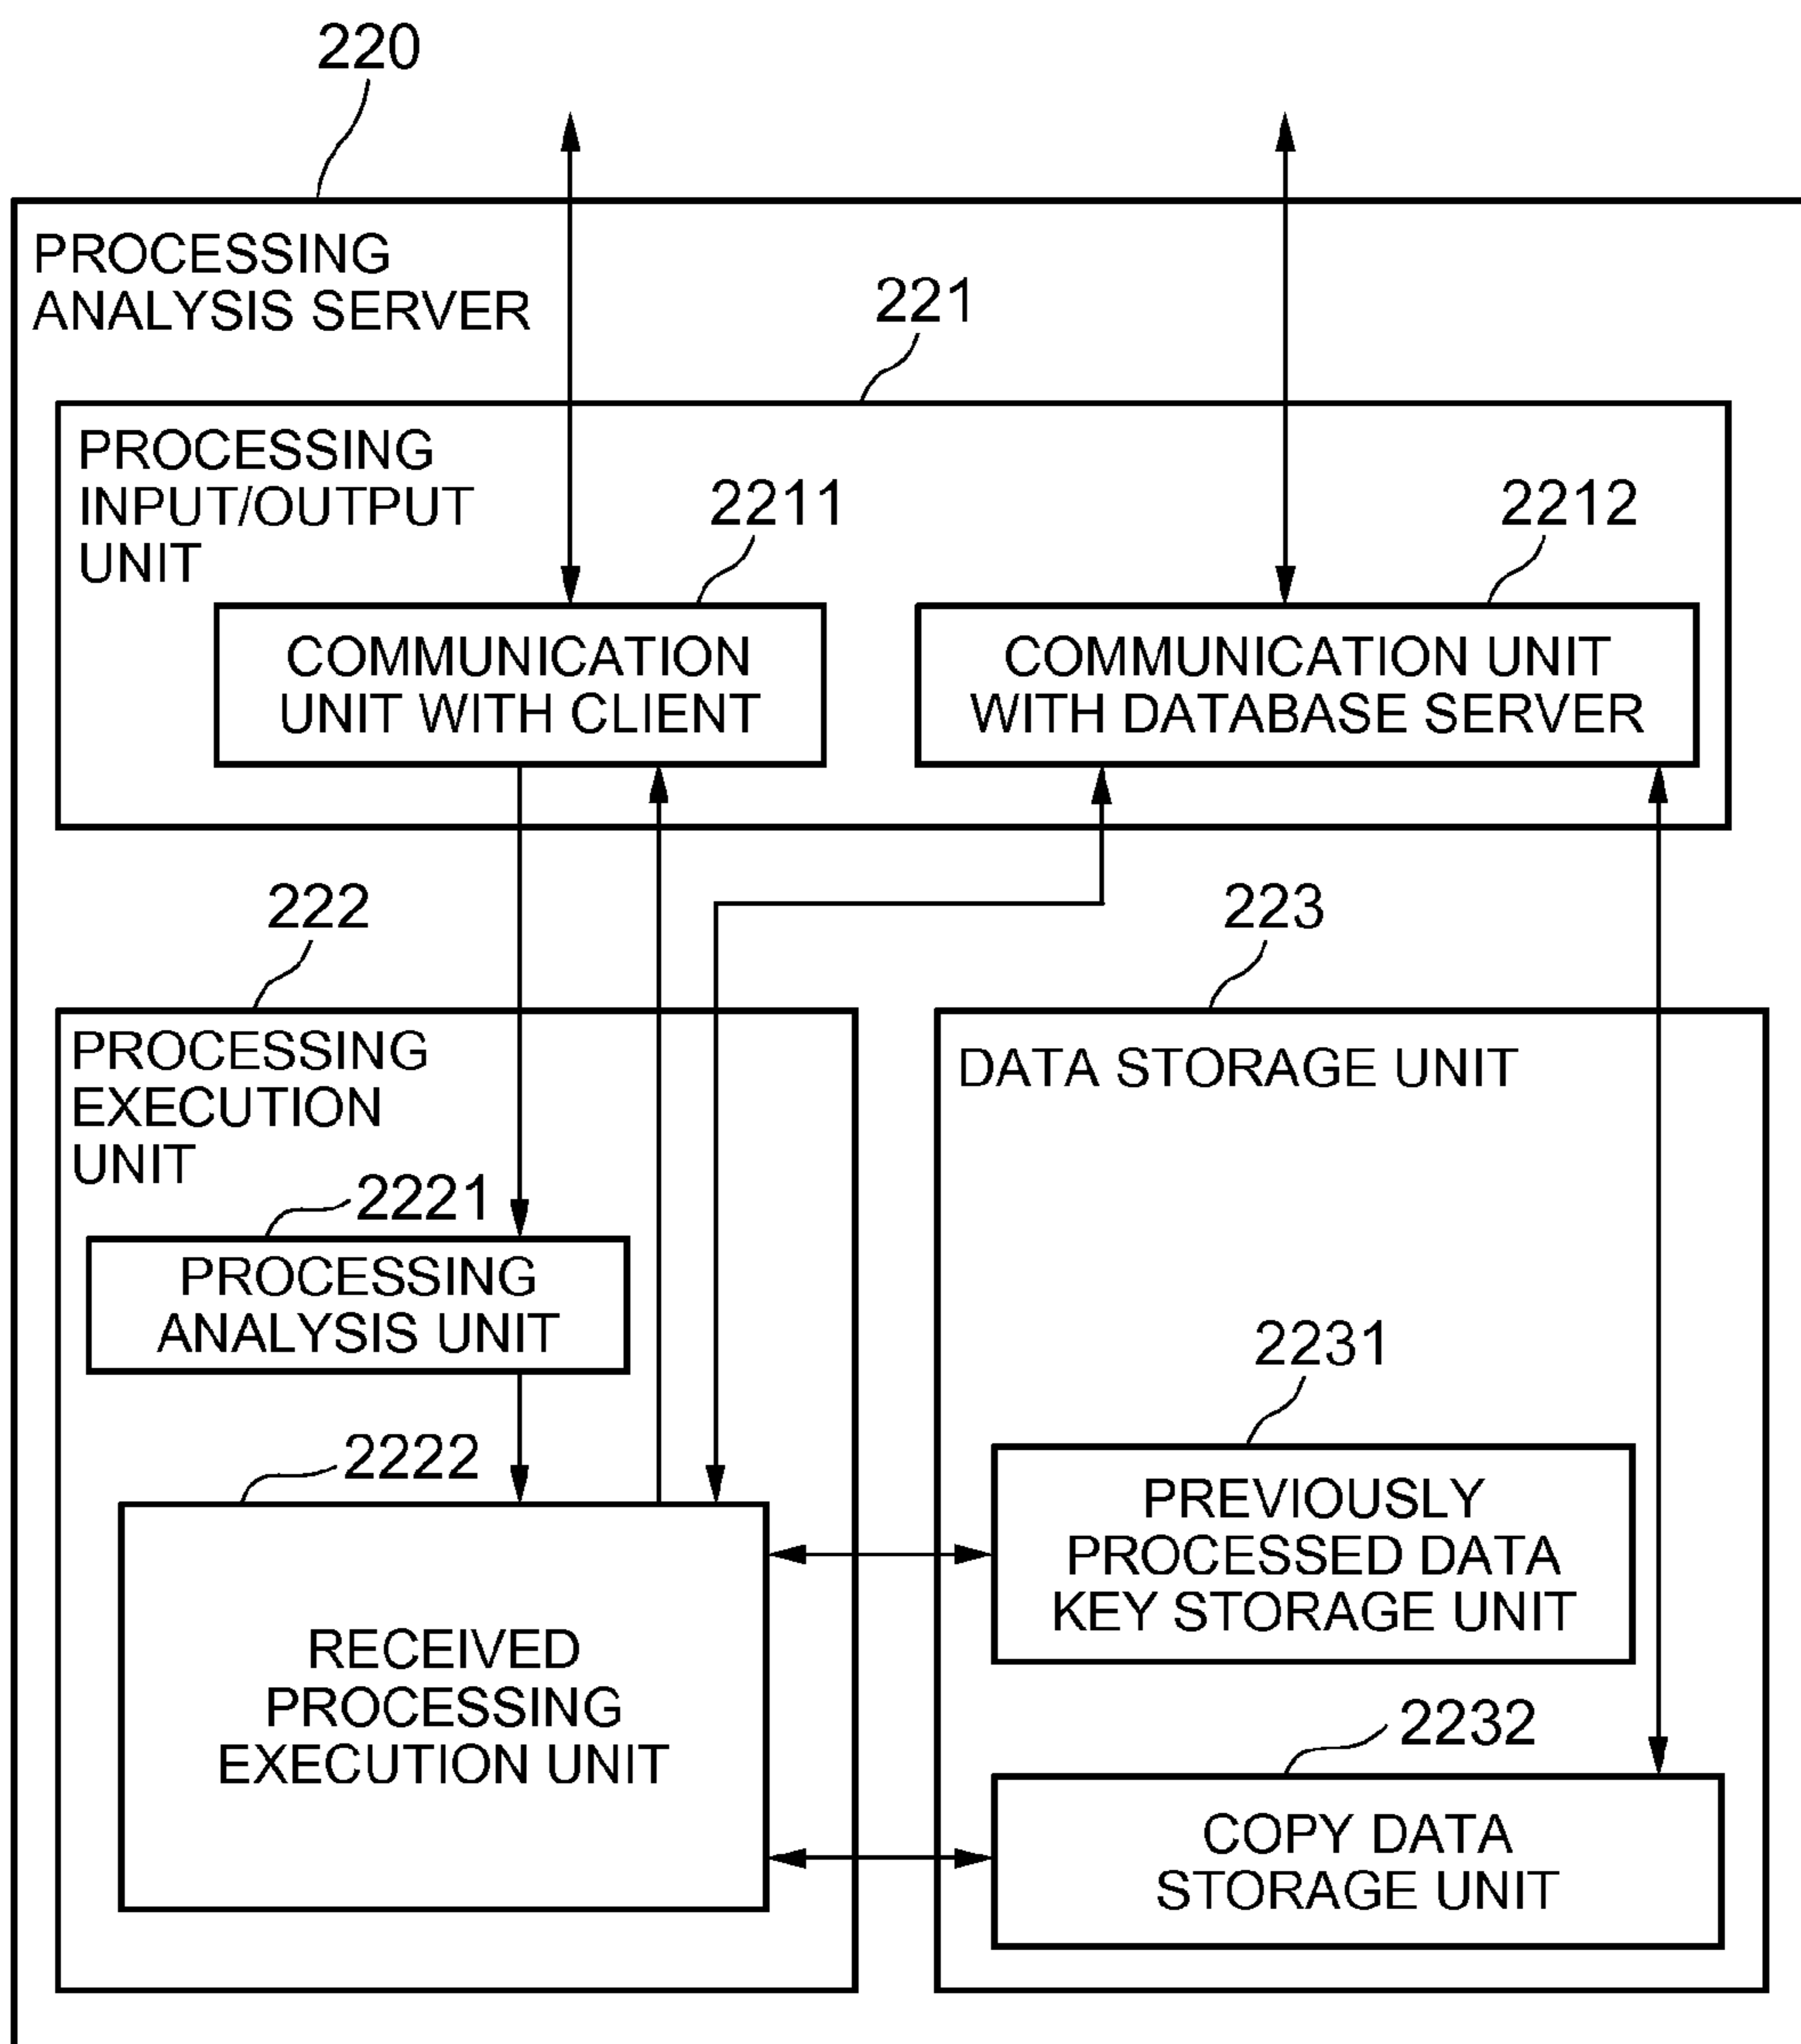 220
PROCESSING
ANALYSIS SERVER
221
PROCESSING
INPUT/OUTPUT
UNIT
2211
2212
COMMUNICATION
UNIT WITH CLIENT
COMMUNICATION UNIT
WITH DATABASE SERVER
222
223
PROCESSING
EXECUTION
UNIT
DATA STORAGE UNIT
2221
PROCESSING
ANALYSIS UNIT
2231
2222
PREVIOUSLY
PROCESSED DATA
KEY STORAGE UNIT
RECEIVED
PROCESSING
EXECUTION UNIT
2232
COPY DATA
STORAGE UNIT